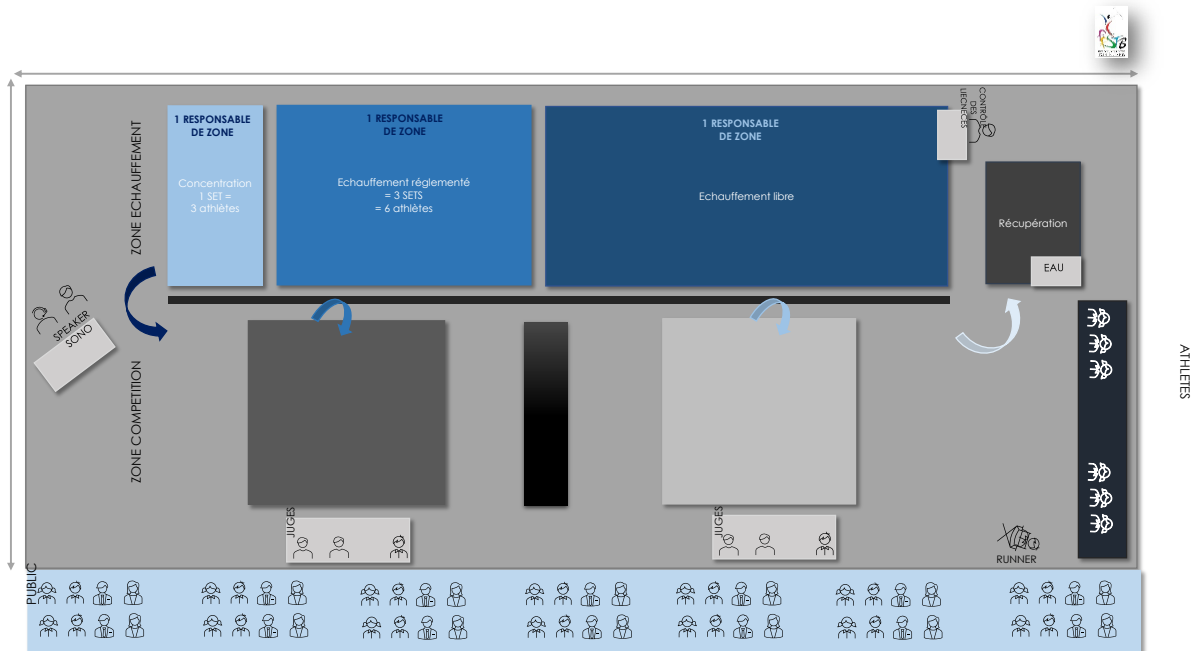 CONTRÔLE
DES
LIECNECES
1 RESPONSABLE
DE ZONE
Concentration
1 SET =
3 athlètes
1 RESPONSABLE
DE ZONE
Echauffement réglementé
= 3 SETS
= 6 athlètes
1 RESPONSABLE
DE ZONE
Echauffement libre
Récupération
EAU
ZONE ECHAUFFEMENT
SPEAKER
SONO
ZONE COMPETITION
ATHLETES
JUGES
JUGES
RUNNER
PUBLIC